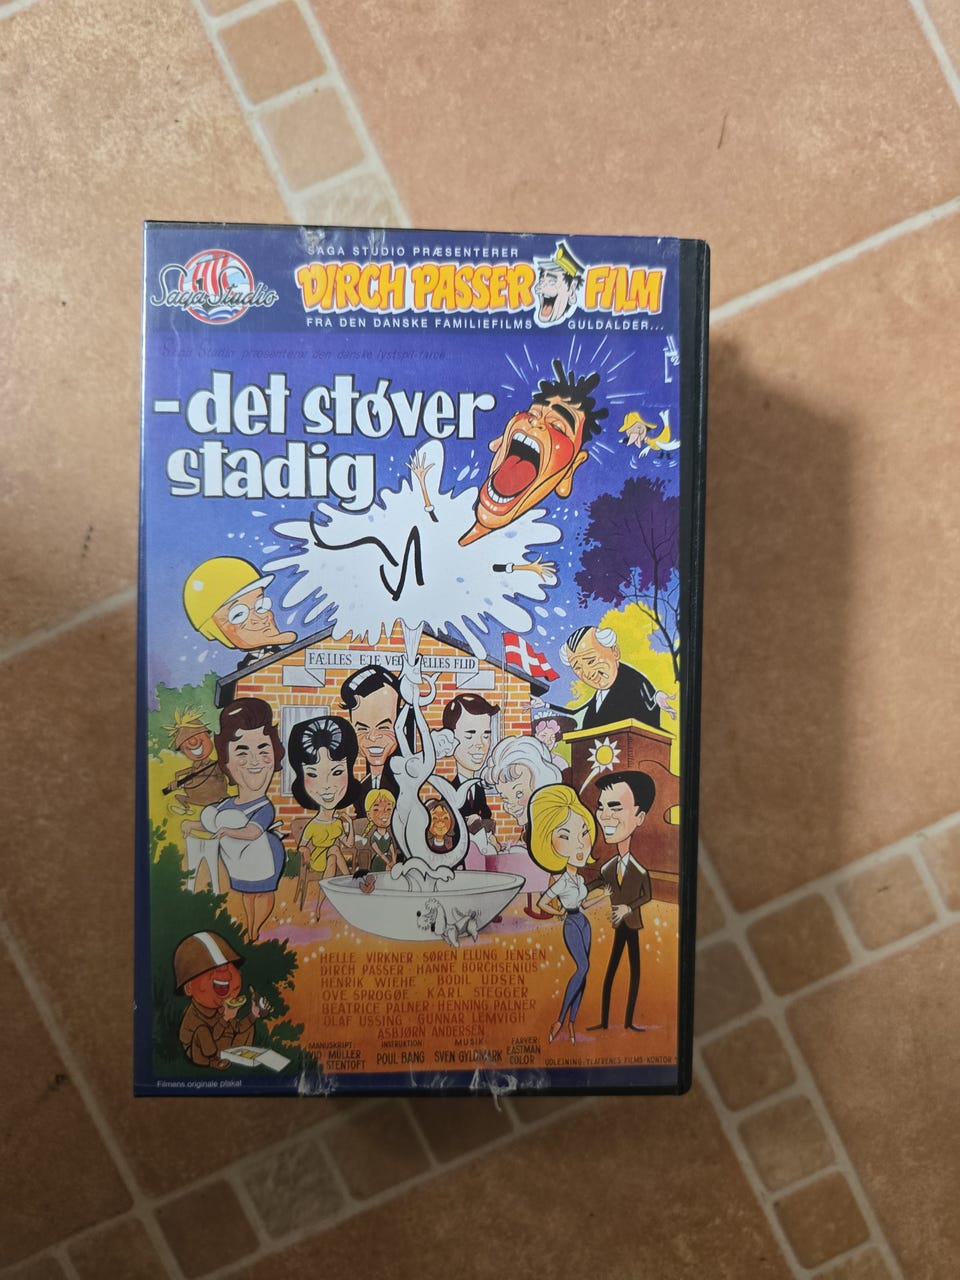 Saga Studio
SAGA STUDIO PRÆSENTERER
DIRCH PASSER FILM
FRA DEN DANSKE FAMILIEFILMS GULDALDER...
Saga Studio præsenterer den danske lystspil-farce
-det støver
stadig
FÆLLES EJE VED FÆLLES FLID
HELLE VIRKNER SØREN ELUNG JENSEN
DIRCH PASSER · HANNE BORCHSENIUS
HENRIK WIEHE · BODIL UDSEN
OVE SPROGØE · KARL STEGGER
BEATRICE PALNER · HENNING PALNER
OLAF USSING · GUNNAR LEMVIGH
ASBJØRN ANDERSEN
MANUSKRIPT: INSTRUKTION: MUSIK: FARVER
MÜLLER POUL BANG SVEN GYLDMARK EASTMAN
STENTOFT COLOR
UDLEJNING: TEATRENES FILMS-KONTOR
Filmens originale plakat